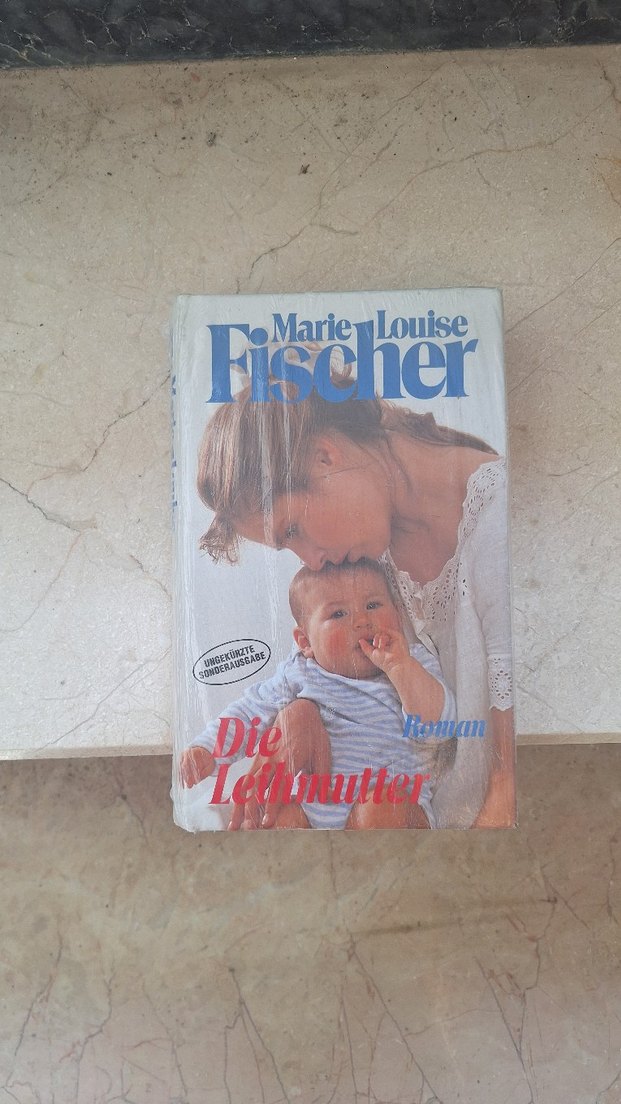 Marie Louise
Fischer
UNGEKÜRZTE
SONDERAUSGABE
Roman
Die
Leihmutter